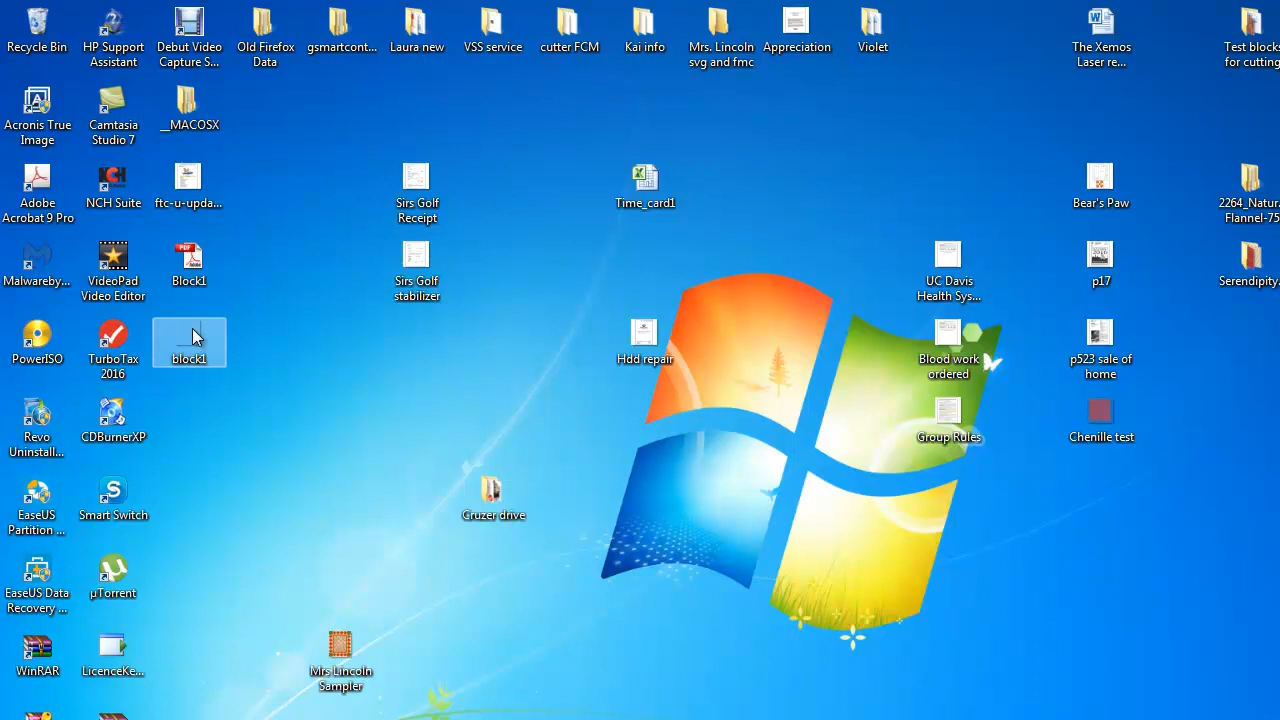 Recycle Bin
HP Support
Assistant
Debut Video
Capture S...
Old Firefox
Data
gsmartcont...
Laura new
VSS service
cutter FCM
Kai info
Mrs. Lincoln
svg and fmc
Appreciation
Violet
The Xemos
Laser re...
Test blocks
for cutting
Acronis True
Image
Camtasia
Studio 7
__MACOSX
Adobe
Acrobat 9 Pro
NCH Suite
ftc-u-upda...
Sirs Golf
Receipt
Time_card1
Bear's Paw
2264_Natur...
Flannel-75
Malwareby...
VideoPad
Video Editor
Block1
Sirs Golf
stabilizer
UC Davis
Health Sys...
p17
Serendipity...
PowerISO
TurboTax
2016
block1
Hdd repair
Blood work
ordered
p523 sale of
home
Revo
Uninstall...
CDBurnerXP
Group Rules
Chenille test
EaseUS
Partition ...
Smart Switch
Cruzer drive
EaseUS Data
Recovery ...
µTorrent
WinRAR
LicenceKe...
Mrs Lincoln
Sampler